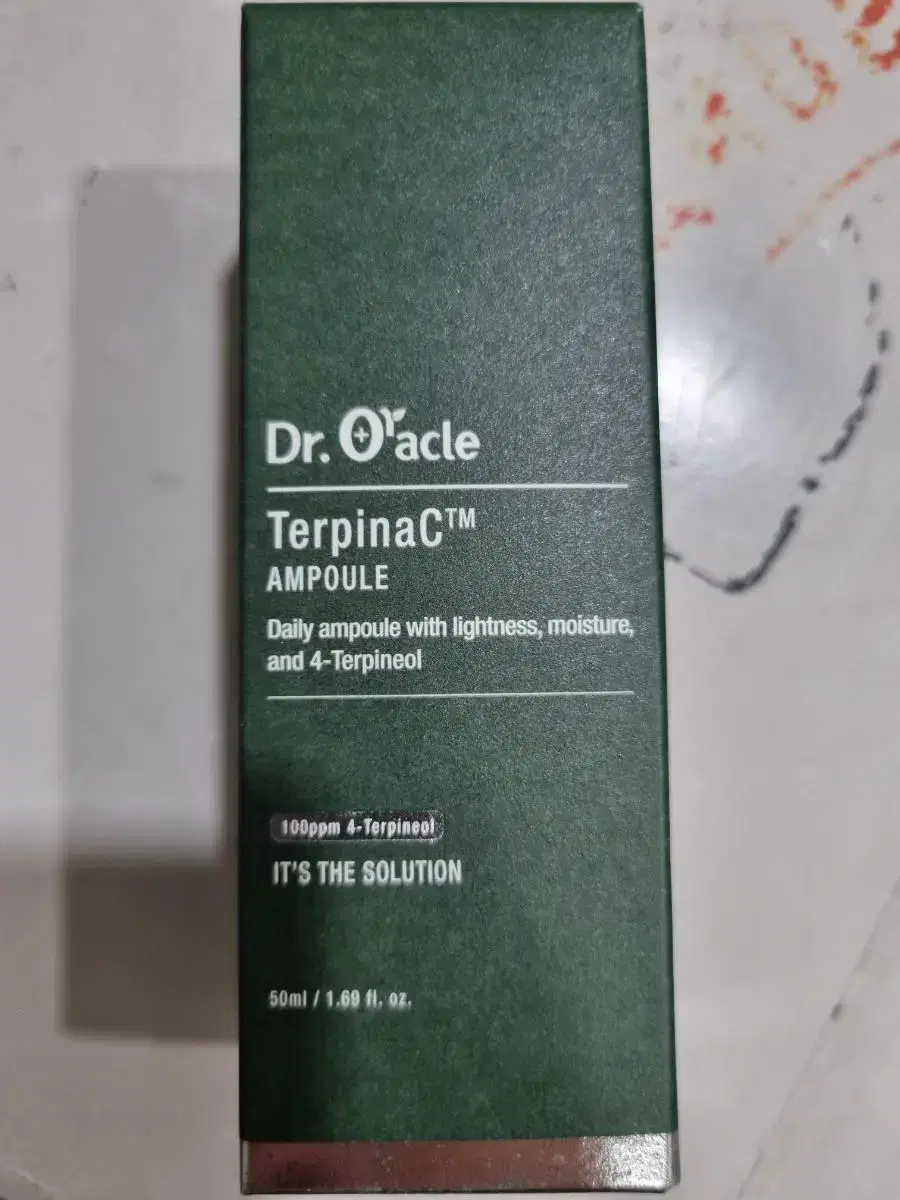 Dr. Oracle
TerpinaC™
AMPOULE
Daily ampoule with lightness, moisture,
and 4-Terpineol
100ppm 4-Terpineol
IT'S THE SOLUTION
50ml / 1.69 fl. oz.